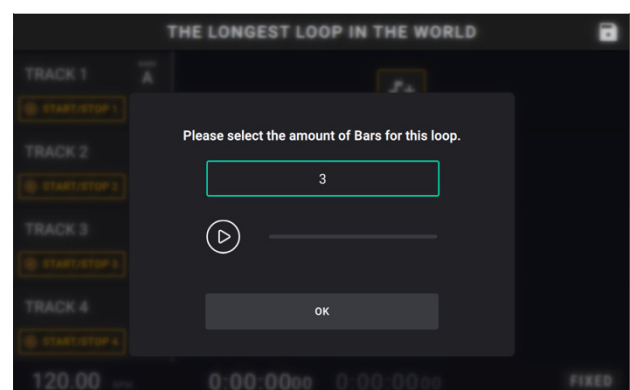 THE LONGEST LOOP IN THE WORLD
TRACK 1
A
START/STOP 1
Please select the amount of Bars for this loop.
TRACK 2
3
START/STOP 2
TRACK 3
START/STOP 3
TRACK 4
OK
START/STOP 4
120.00
0:00:0000 0:00:0000
FIXED